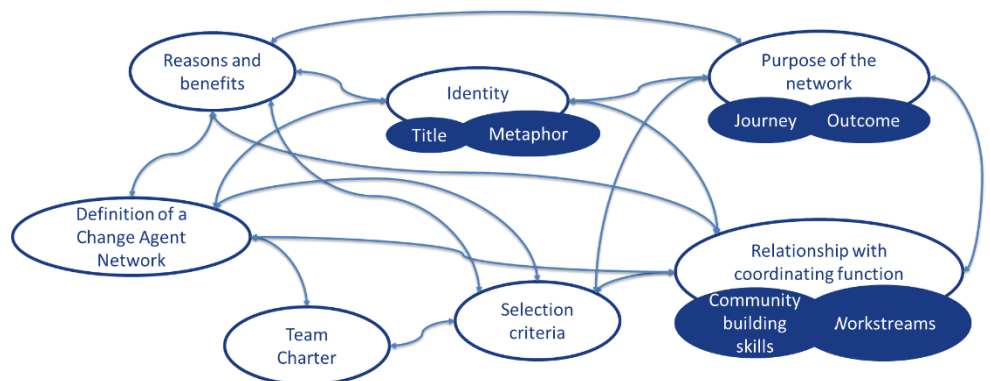 Reasons and
benefits
Identity
Title
Metaphor
Purpose of the
network
Journey
Outcome
Definition of a
Change Agent
Network
Relationship with
coordinating function
Community
building
skills
Workstreams
Selection
criteria
Team
Charter